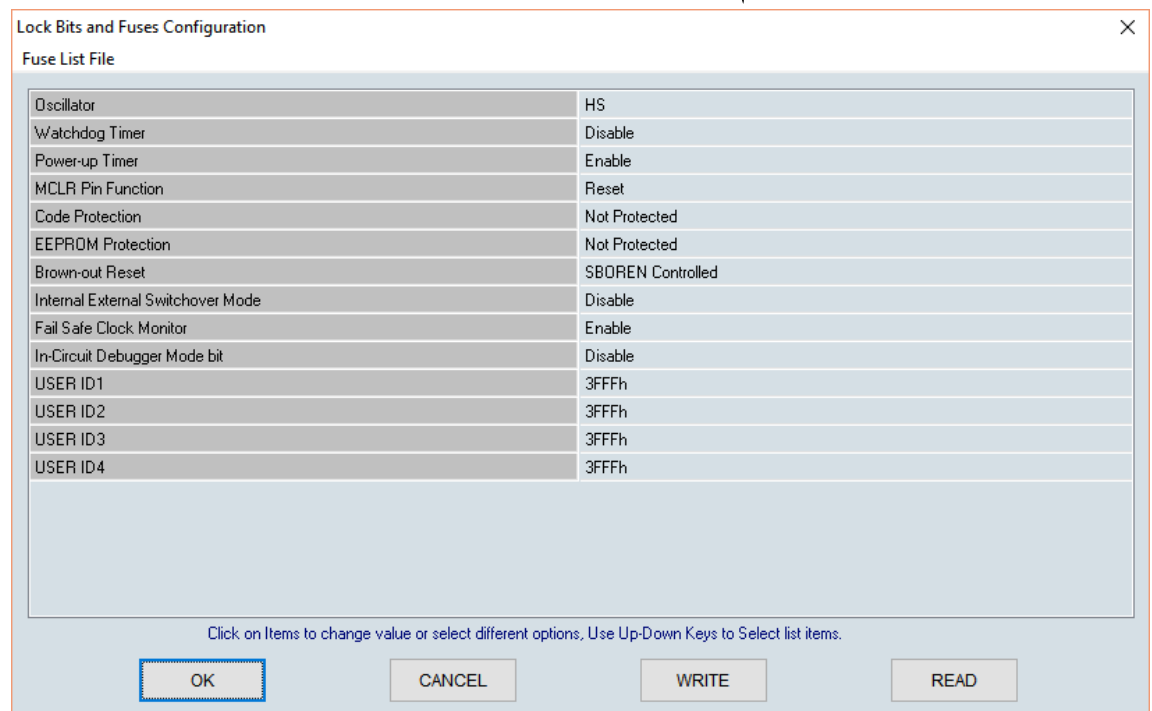 Lock Bits and Fuses Configuration
Fuse List File
Oscillator HS
Watchdog Timer Disable
Power-up Timer Enable
MCLR Pin Function Reset
Code Protection Not Protected
EEPROM Protection Not Protected
Brown-out Reset SBOREN Controlled
Internal External Switchover Mode Disable
Fail Safe Clock Monitor Enable
In-Circuit Debugger Mode bit Disable
USER ID1 3FFFh
USER ID2 3FFFh
USER ID3 3FFFh
USER ID4 3FFFh
Click on Items to change value or select different options, Use Up-Down Keys to Select list items.
OK CANCEL WRITE READ